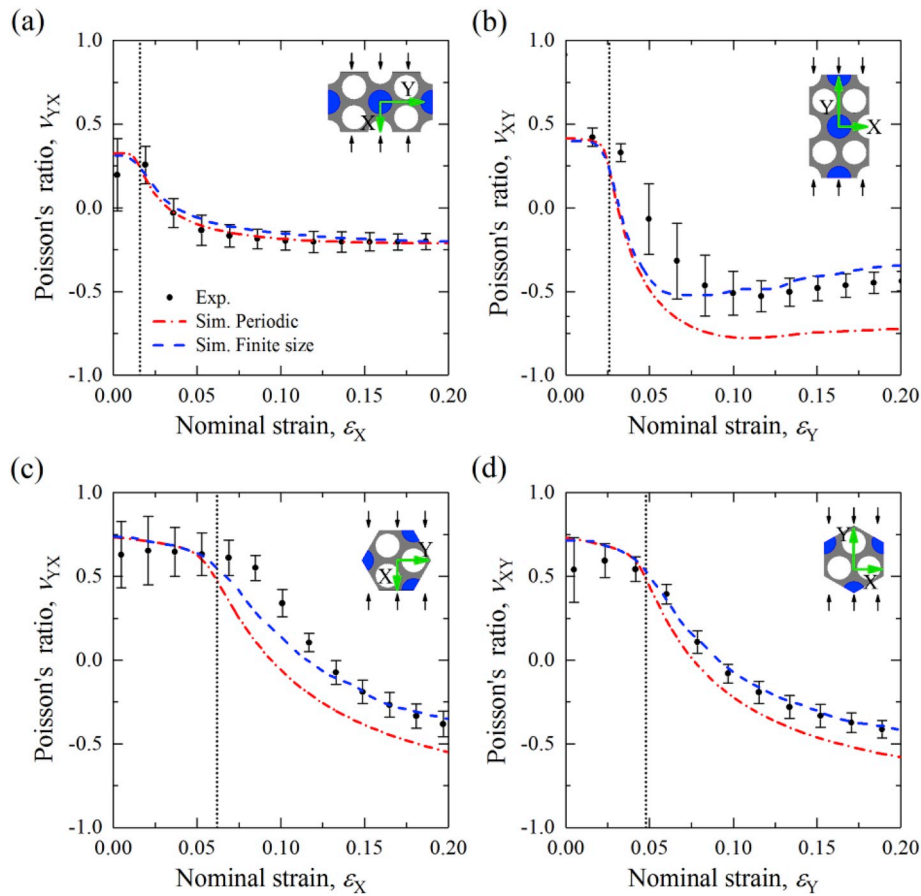 (a)
1.0
0.5
0.0
-0.5
-1.0
Poisson's ratio, νYX
Y
X
Exp.
Sim. Periodic
Sim. Finite size
0.00 0.05 0.10 0.15 0.20
Nominal strain, εX
(b)
1.0
0.5
0.0
-0.5
-1.0
Poisson's ratio, νXY
Y
X
0.00 0.05 0.10 0.15 0.20
Nominal strain, εY
(c)
1.0
0.5
0.0
-0.5
-1.0
Poisson's ratio, νYX
Y
X
0.00 0.05 0.10 0.15 0.20
Nominal strain, εX
(d)
1.0
0.5
0.0
-0.5
-1.0
Poisson's ratio, νXY
Y
X
0.00 0.05 0.10 0.15 0.20
Nominal strain, εY